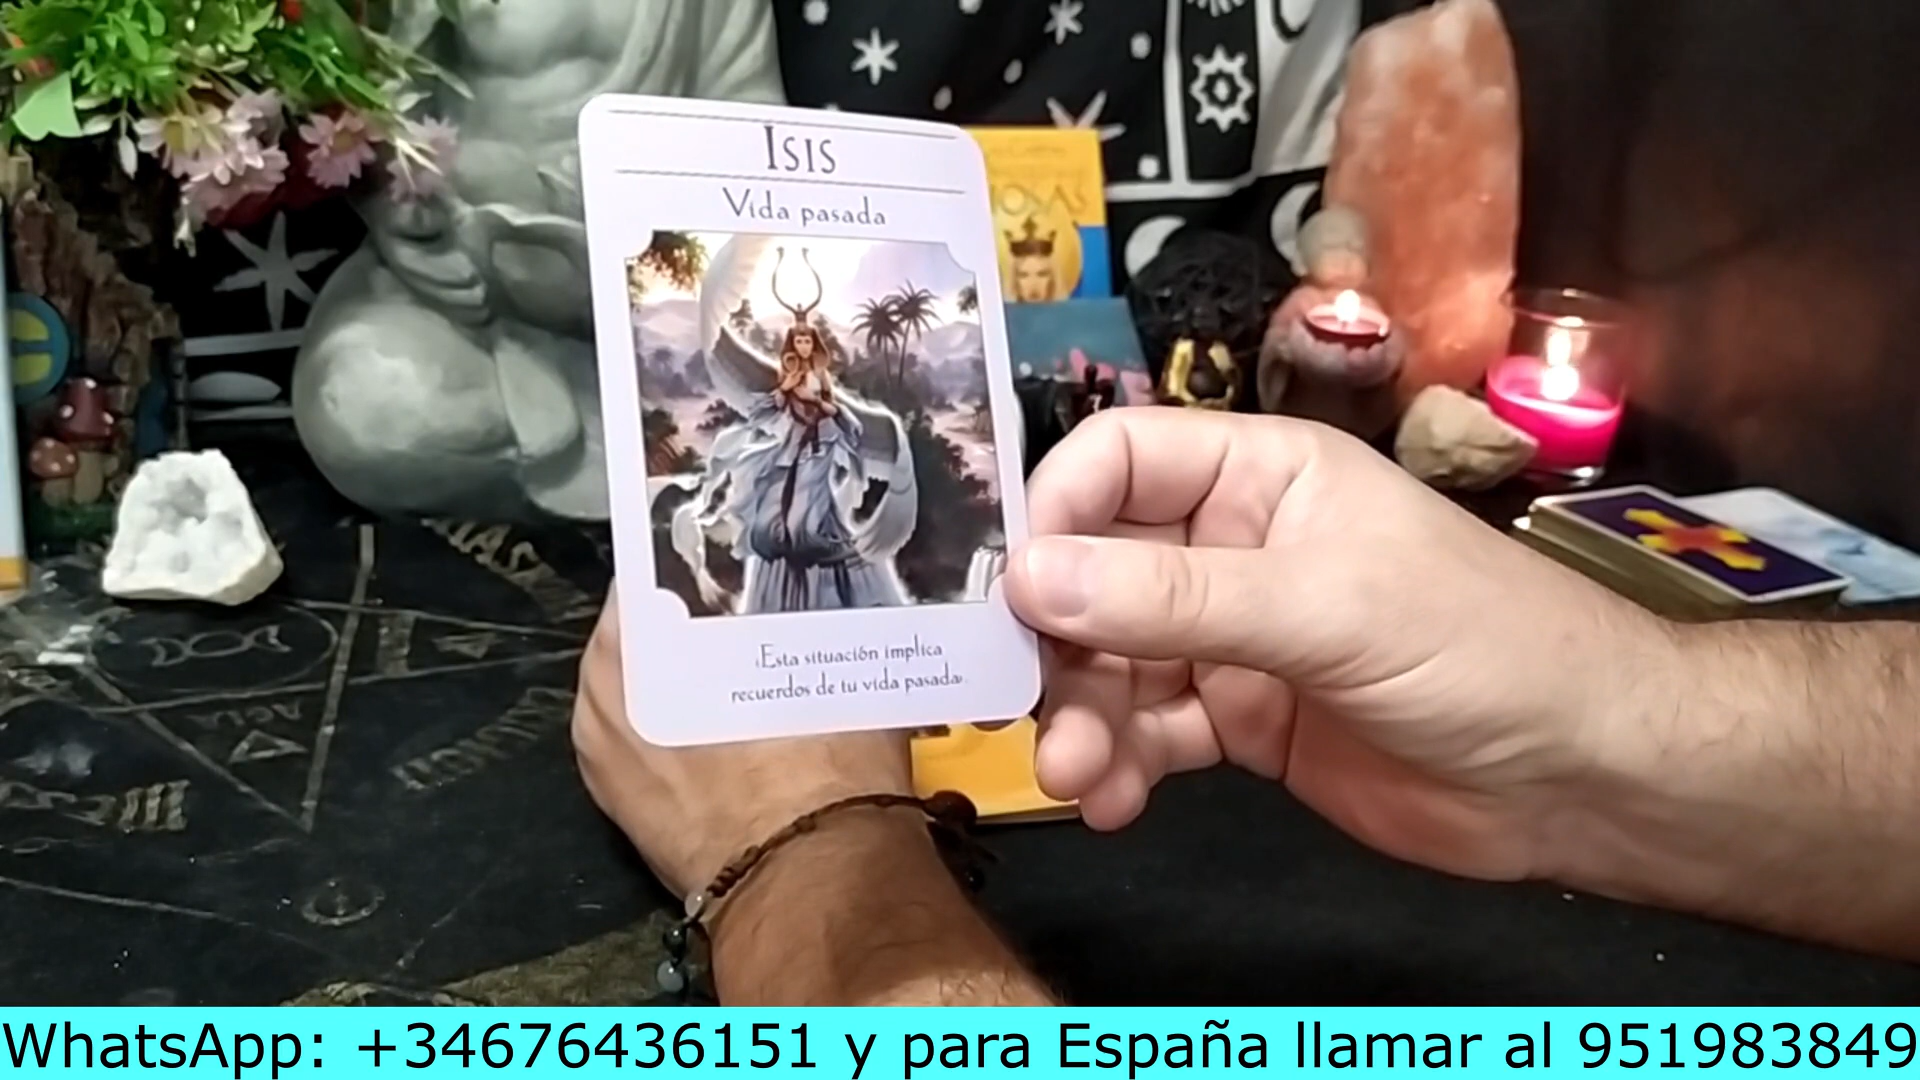 ISIS
Vida pasada
¡Esta situación implica
recuerdos de tu vida pasada».
WhatsApp: +34676436151 y para España llamar al 951983849